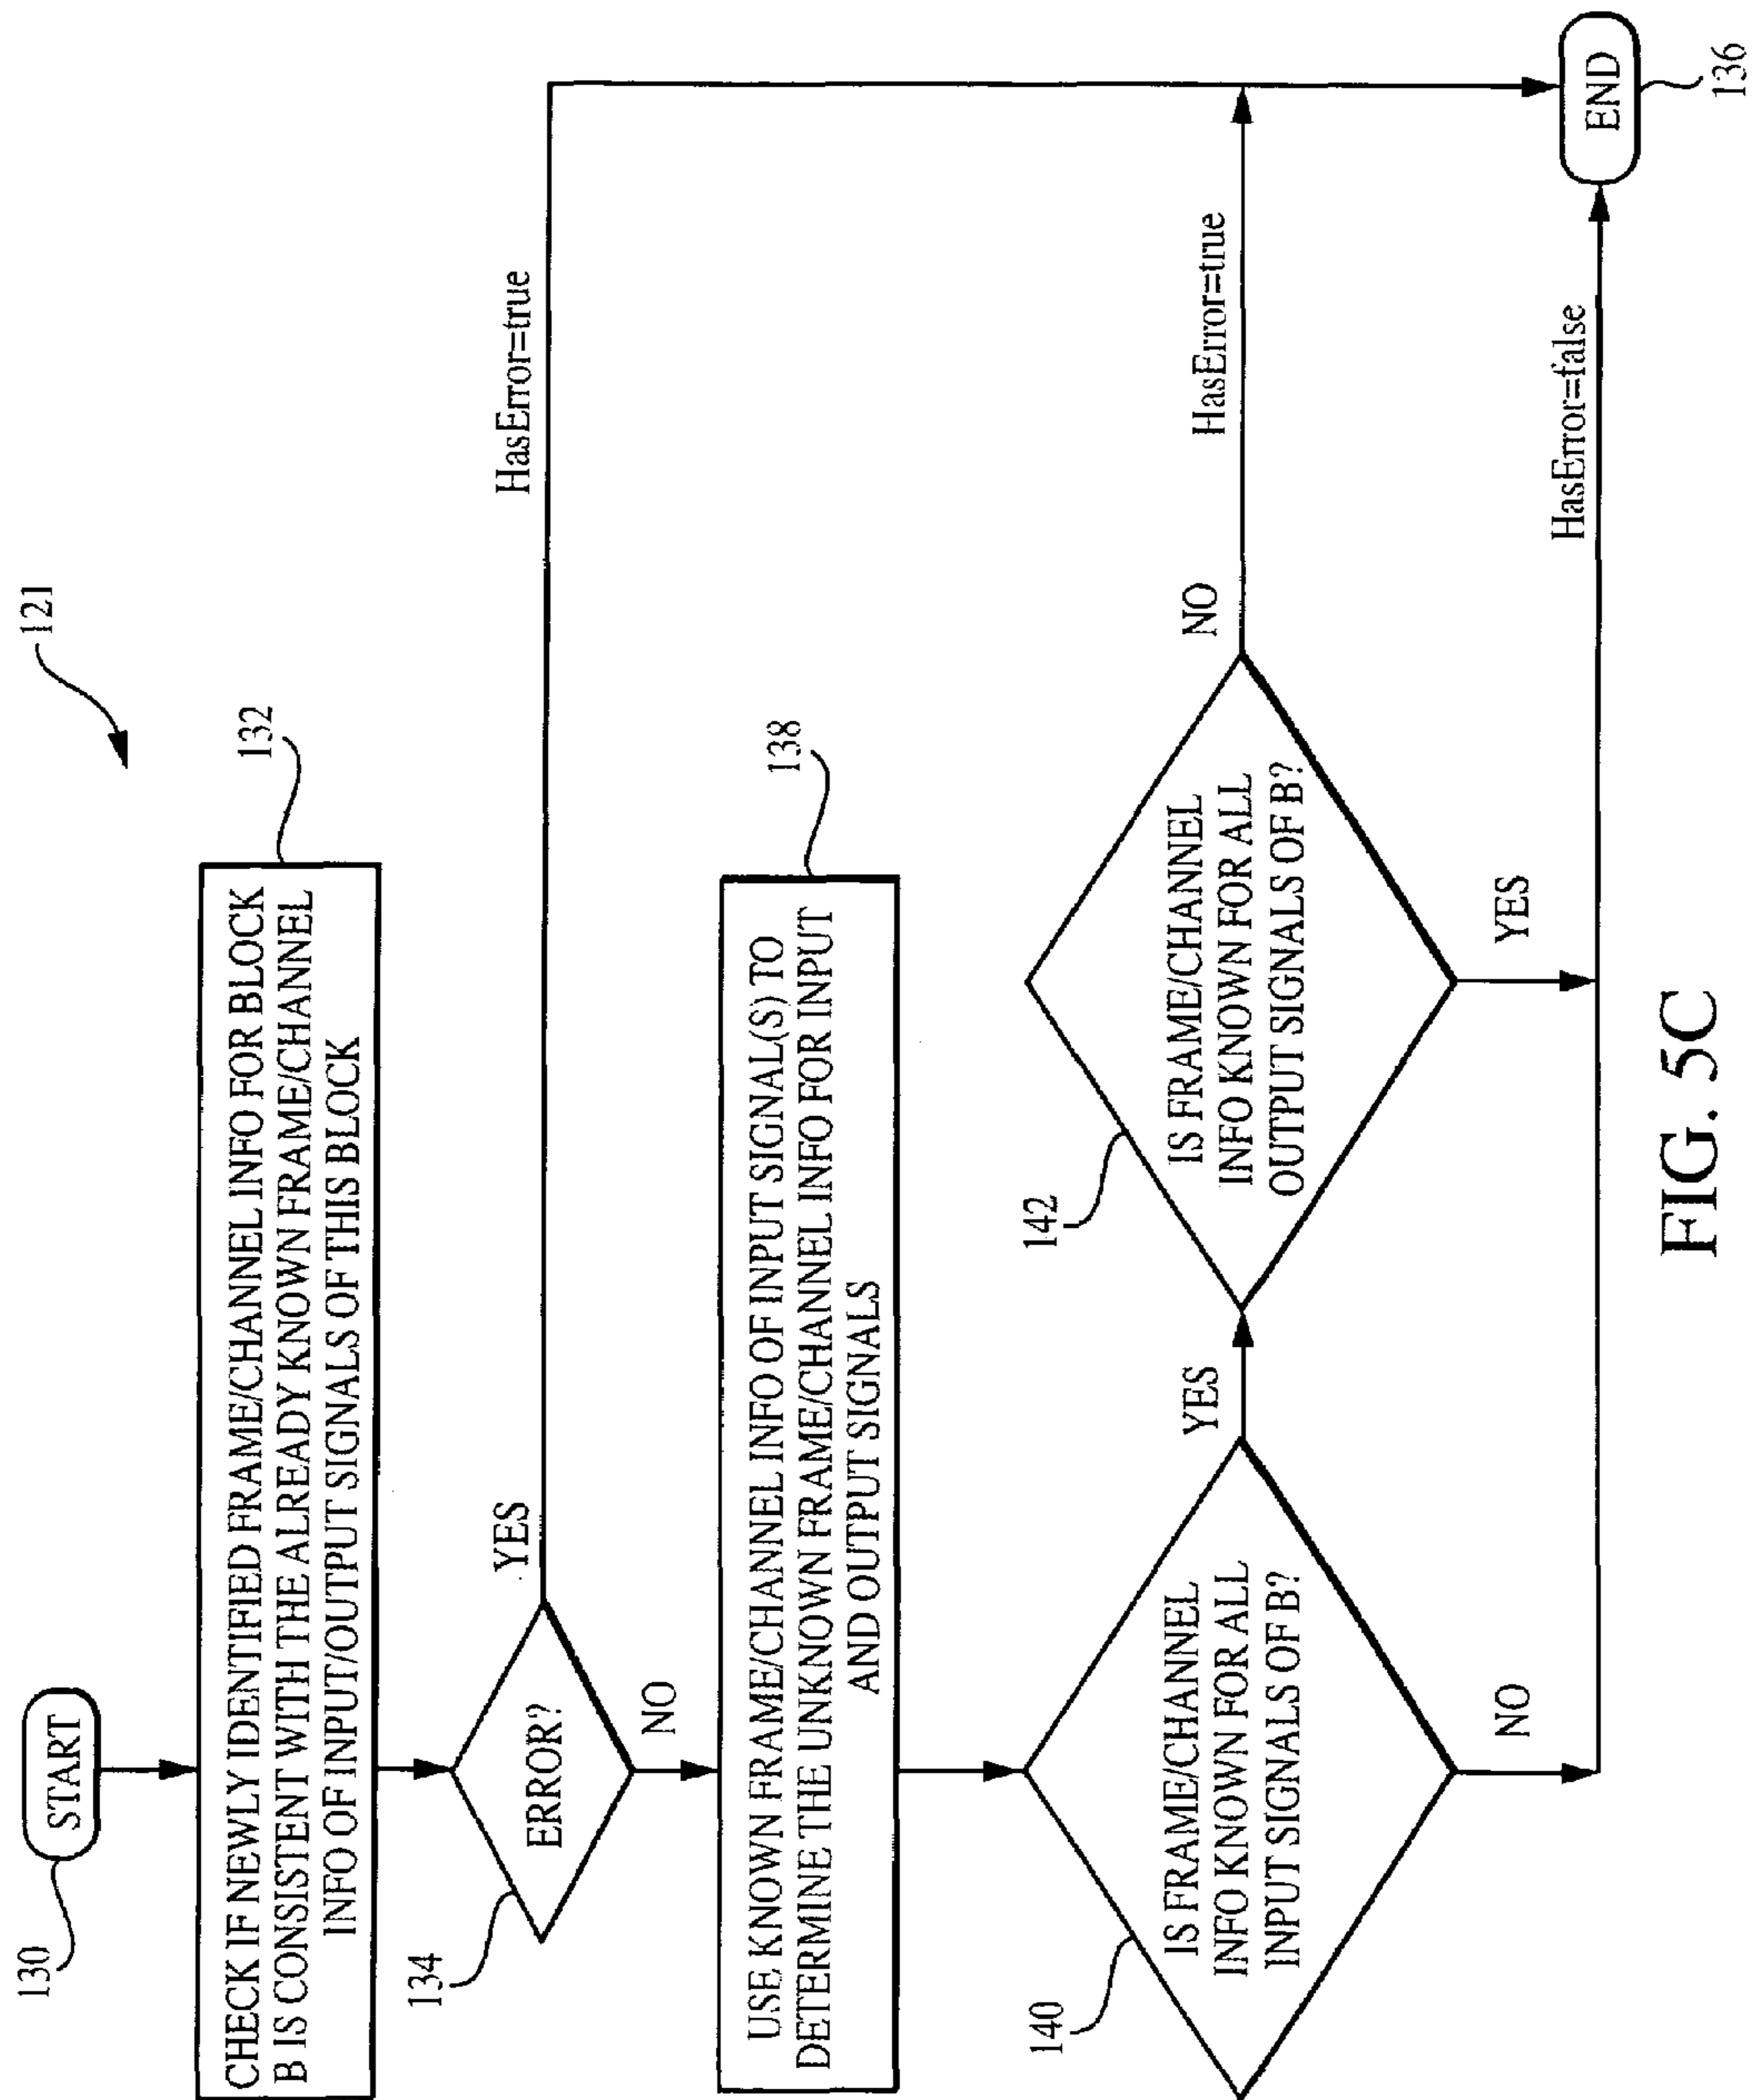 121
130
START
132
CHECK IF NEWLY IDENTIFIED FRAME/CHANNEL INFO FOR BLOCK
B IS CONSISTENT WITH THE ALREADY KNOWN FRAME/CHANNEL
INFO OF INPUT/OUTPUT SIGNALS OF THIS BLOCK
134
ERROR?
YES
HasError=true
NO
138
USE KNOWN FRAME/CHANNEL INFO OF INPUT SIGNAL(S) TO
DETERMINE THE UNKNOWN FRAME/CHANNEL INFO FOR INPUT
AND OUTPUT SIGNALS
140
IS FRAME/CHANNEL
INFO KNOWN FOR ALL
INPUT SIGNALS OF B?
YES
142
IS FRAME/CHANNEL
INFO KNOWN FOR ALL
OUTPUT SIGNALS OF B?
NO
HasError=true
NO
YES
HasError=false
END
136
FIG. 5C